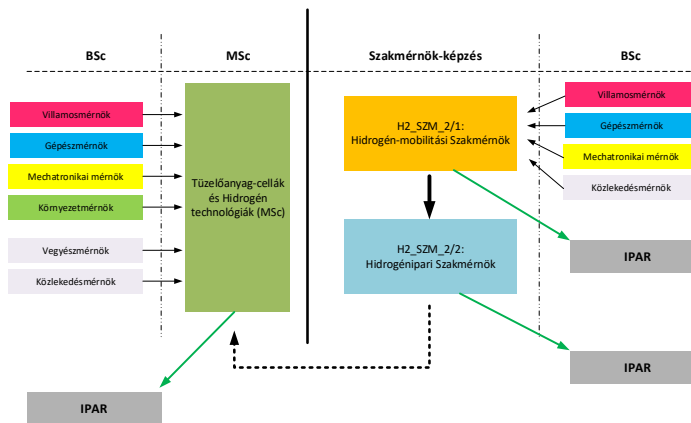 BSc
MSc
Szakmérnök-képzés
BSc
Villamosmérnök
Gépészmérnök
Mechatronikai mérnök
Környezetmérnök
Vegyészmérnök
Közlekedésmérnök
Tüzelőanyag-cellák
és Hidrogén
technológiák (MSc)
IPAR
H2_SZM_2/1:
Hidrogén-mobilitási Szakmérnök
H2_SZM_2/2:
Hidrogénipari Szakmérnök
Villamosmérnök
Gépészmérnök
Mechatronikai mérnök
Közlekedésmérnök
IPAR
IPAR